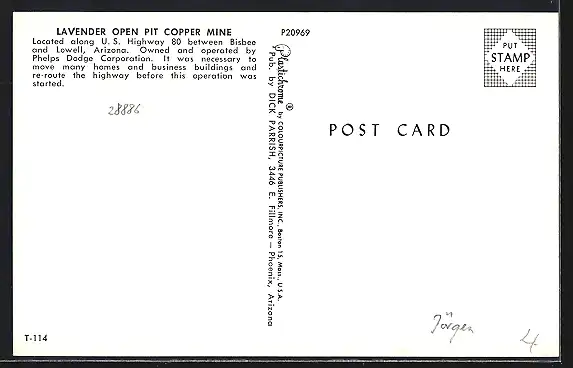 LAVENDER OPEN PIT COPPER MINE
Located along U. S. Highway 80 between Bisbee
and Lowell, Arizona. Owned and operated by
Phelps Dodge Corporation. It was necessary to
move many homes and business buildings and
re-route the highway before this operation was
started.
28886
T-114
P20969
Plastichrome ® by COLOURPICTURE PUBLISHERS, INC., Boston 15, Mass., U.S.A.
Pub. by DICK PARRISH, 3446 E. Fillmore — Phoenix, Arizona
PUT
STAMP
HERE
POST CARD
Jörgen
4